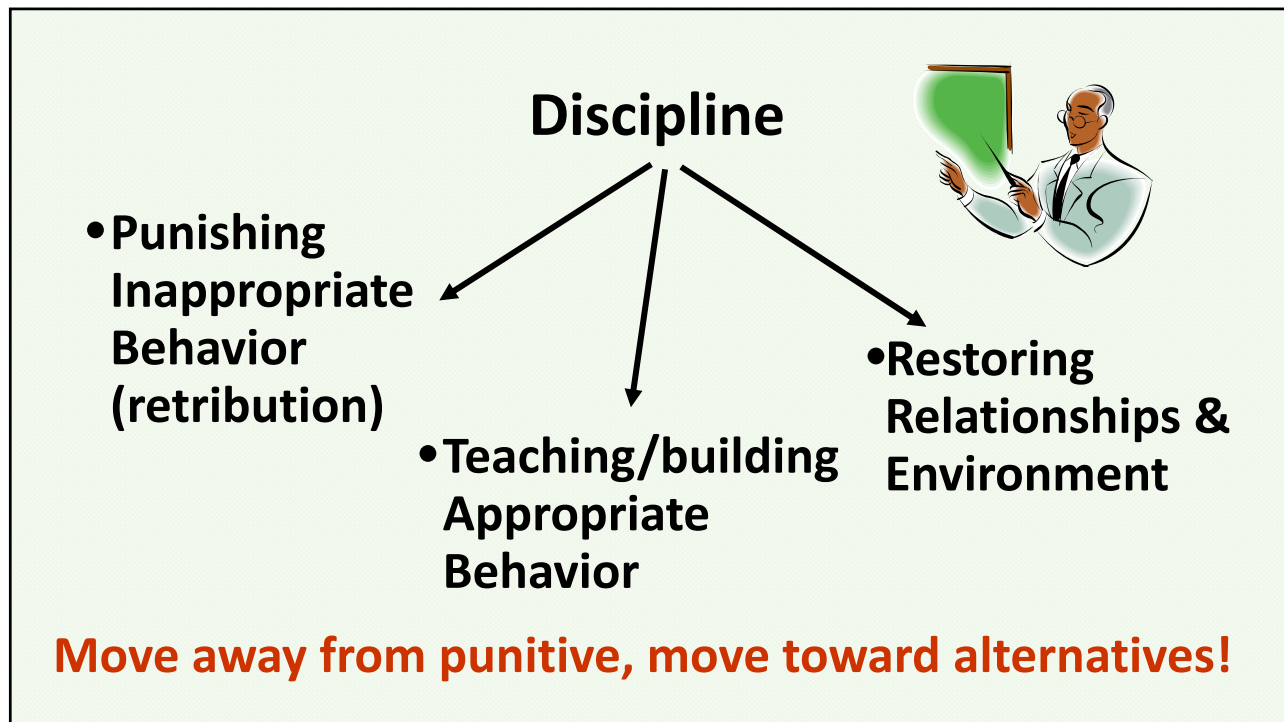 Discipline
•Punishing
Inappropriate
Behavior
(retribution)
•Teaching/building
Appropriate
Behavior
•Restoring
Relationships &
Environment
Move away from punitive, move toward alternatives!